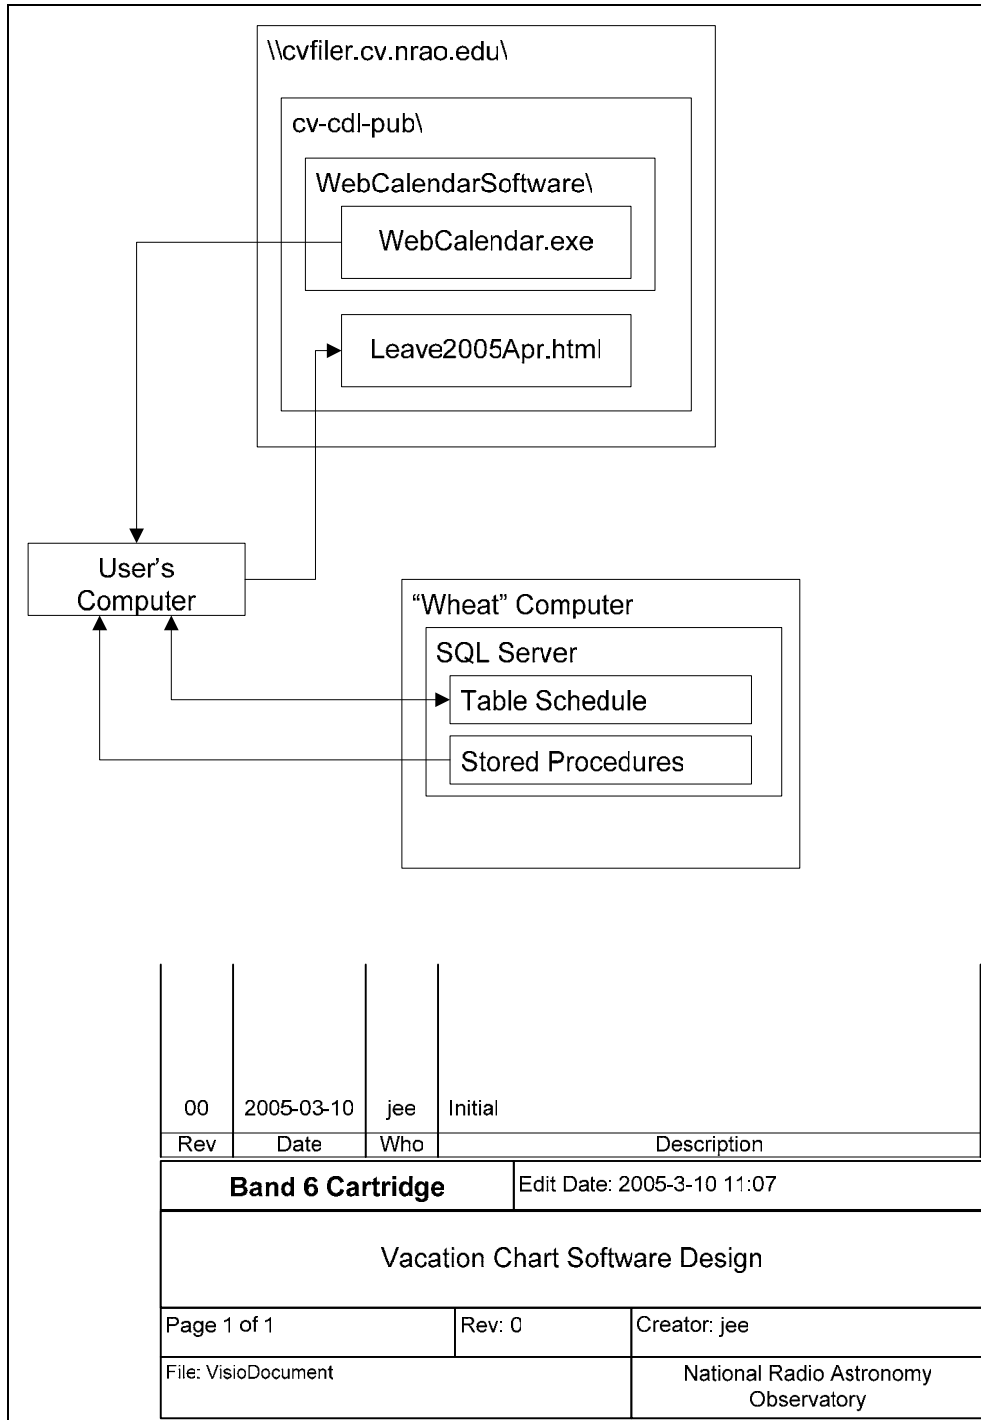 \\cvfiler.cv.nrao.edu\
cv-cdl-pub\
WebCalendarSoftware\
WebCalendar.exe
Leave2005Apr.html
User's
Computer
“Wheat” Computer
SQL Server
Table Schedule
Stored Procedures
00 2005-03-10 jee Initial
Rev Date Who Description
Band 6 Cartridge Edit Date: 2005-3-10 11:07
Vacation Chart Software Design
Page 1 of 1 Rev: 0 Creator: jee
File: VisioDocument National Radio Astronomy
Observatory